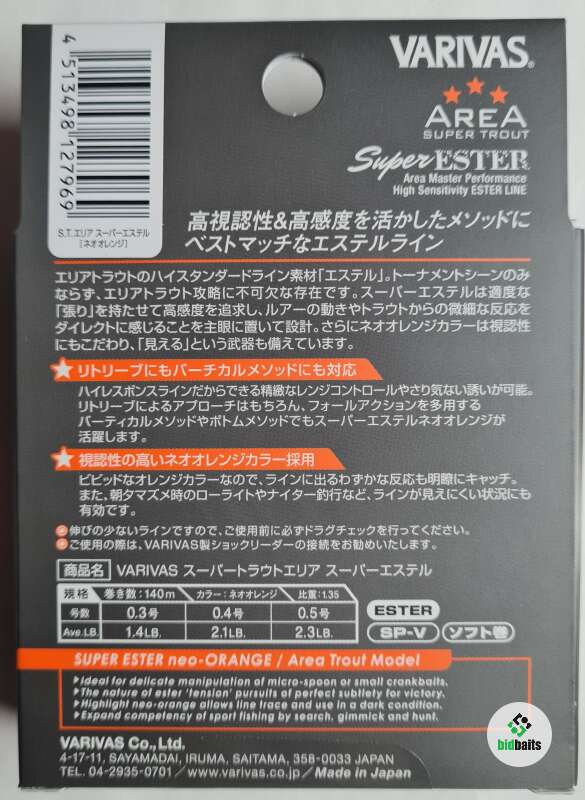 4 513498 127969
S.T.エリア スーパーエステル
[ネオオレンジ]
VARIVAS®
AREA
SUPER TROUT
Super ESTER
Area Master Performance
High Sensitivity ESTER LINE
高視認性&高感度を活かしたメソッドに
ベストマッチなエステルライン
エリアトラウトのハイスタンダードライン素材「エステル」。トーナメントシーンのみ
ならず、エリアトラウト攻略に不可欠な存在です。スーパーエステルは適度な
「張り」を持たせて高感度を追求し、ルアーの動きやトラウトからの微細な反応を
ダイレクトに感じることを主眼に置いて設計。さらにネオオレンジカラーは視認性
にもこだわり、「見える」という武器も備えています。
リトリーブにもバーチカルメソッドにも対応
ハイレスポンスラインだからできる精緻なレンジコントロールやさり気ない誘いが可能。
リトリーブによるアプローチはもちろん、フォールアクションを多用する
バーティカルメソッドやボトムメソッドでもスーパーエステルネオオレンジが
活躍します。
視認性の高いネオオレンジカラー採用
ビビッドなオレンジカラーなので、ラインに出るわずかな反応も明瞭にキャッチ。
また、朝夕マズメ時のローライトやナイター釣行など、ラインが見えにくい状況にも
有効です。
伸びの少ないラインですので、ご使用前に必ずドラグチェックを行ってください。
ご使用の際は、VARIVAS製ショックリーダーの接続をお勧めいたします。
商品名 VARIVAS スーパートラウトエリア スーパーエステル
規格 巻き数:140m カラー:ネオオレンジ 比重:1.35
号数 0.3号 0.4号 0.5号
Ave.LB. 1.4LB. 2.1LB. 2.3LB.
ESTER
SP-V ソフト巻
SUPER ESTER neo-ORANGE / Area Trout Model
Ideal for delicate manipulation of micro-spoon or small crankbaits.
The nature of ester 'tension' pursuits of perfect subtlety for victory.
Highlight neo-orange allows line trace and use in a dark condition.
Expand competency of sport fisting by search, gimmick and hunt.
VARIVAS Co., Ltd.
4-17-11, SAYAMADAI, IRUMA, SAITAMA, 358-0033 JAPAN
TEL. 04-2935-0701 / www.varivas.co.jp / Made in Japan
bidbaits